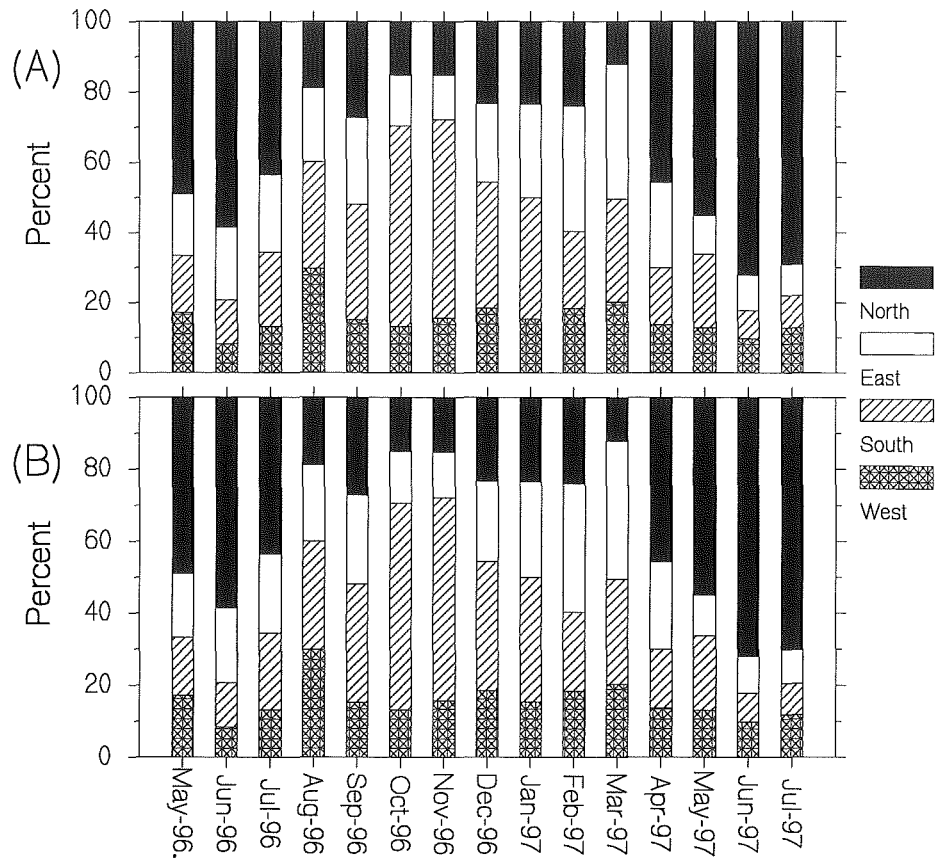 (A)
Percent
100
80
60
40
20
0
(B)
Percent
100
80
60
40
20
0
North
East
South
West
May-96.
Jun-96
Jul-96
Aug-96
Sep-96
Oct-96
Nov-96
Dec-96
Jan-97
Feb-97
Mar-97
Apr-97
May-97
Jun-97
Jul-97